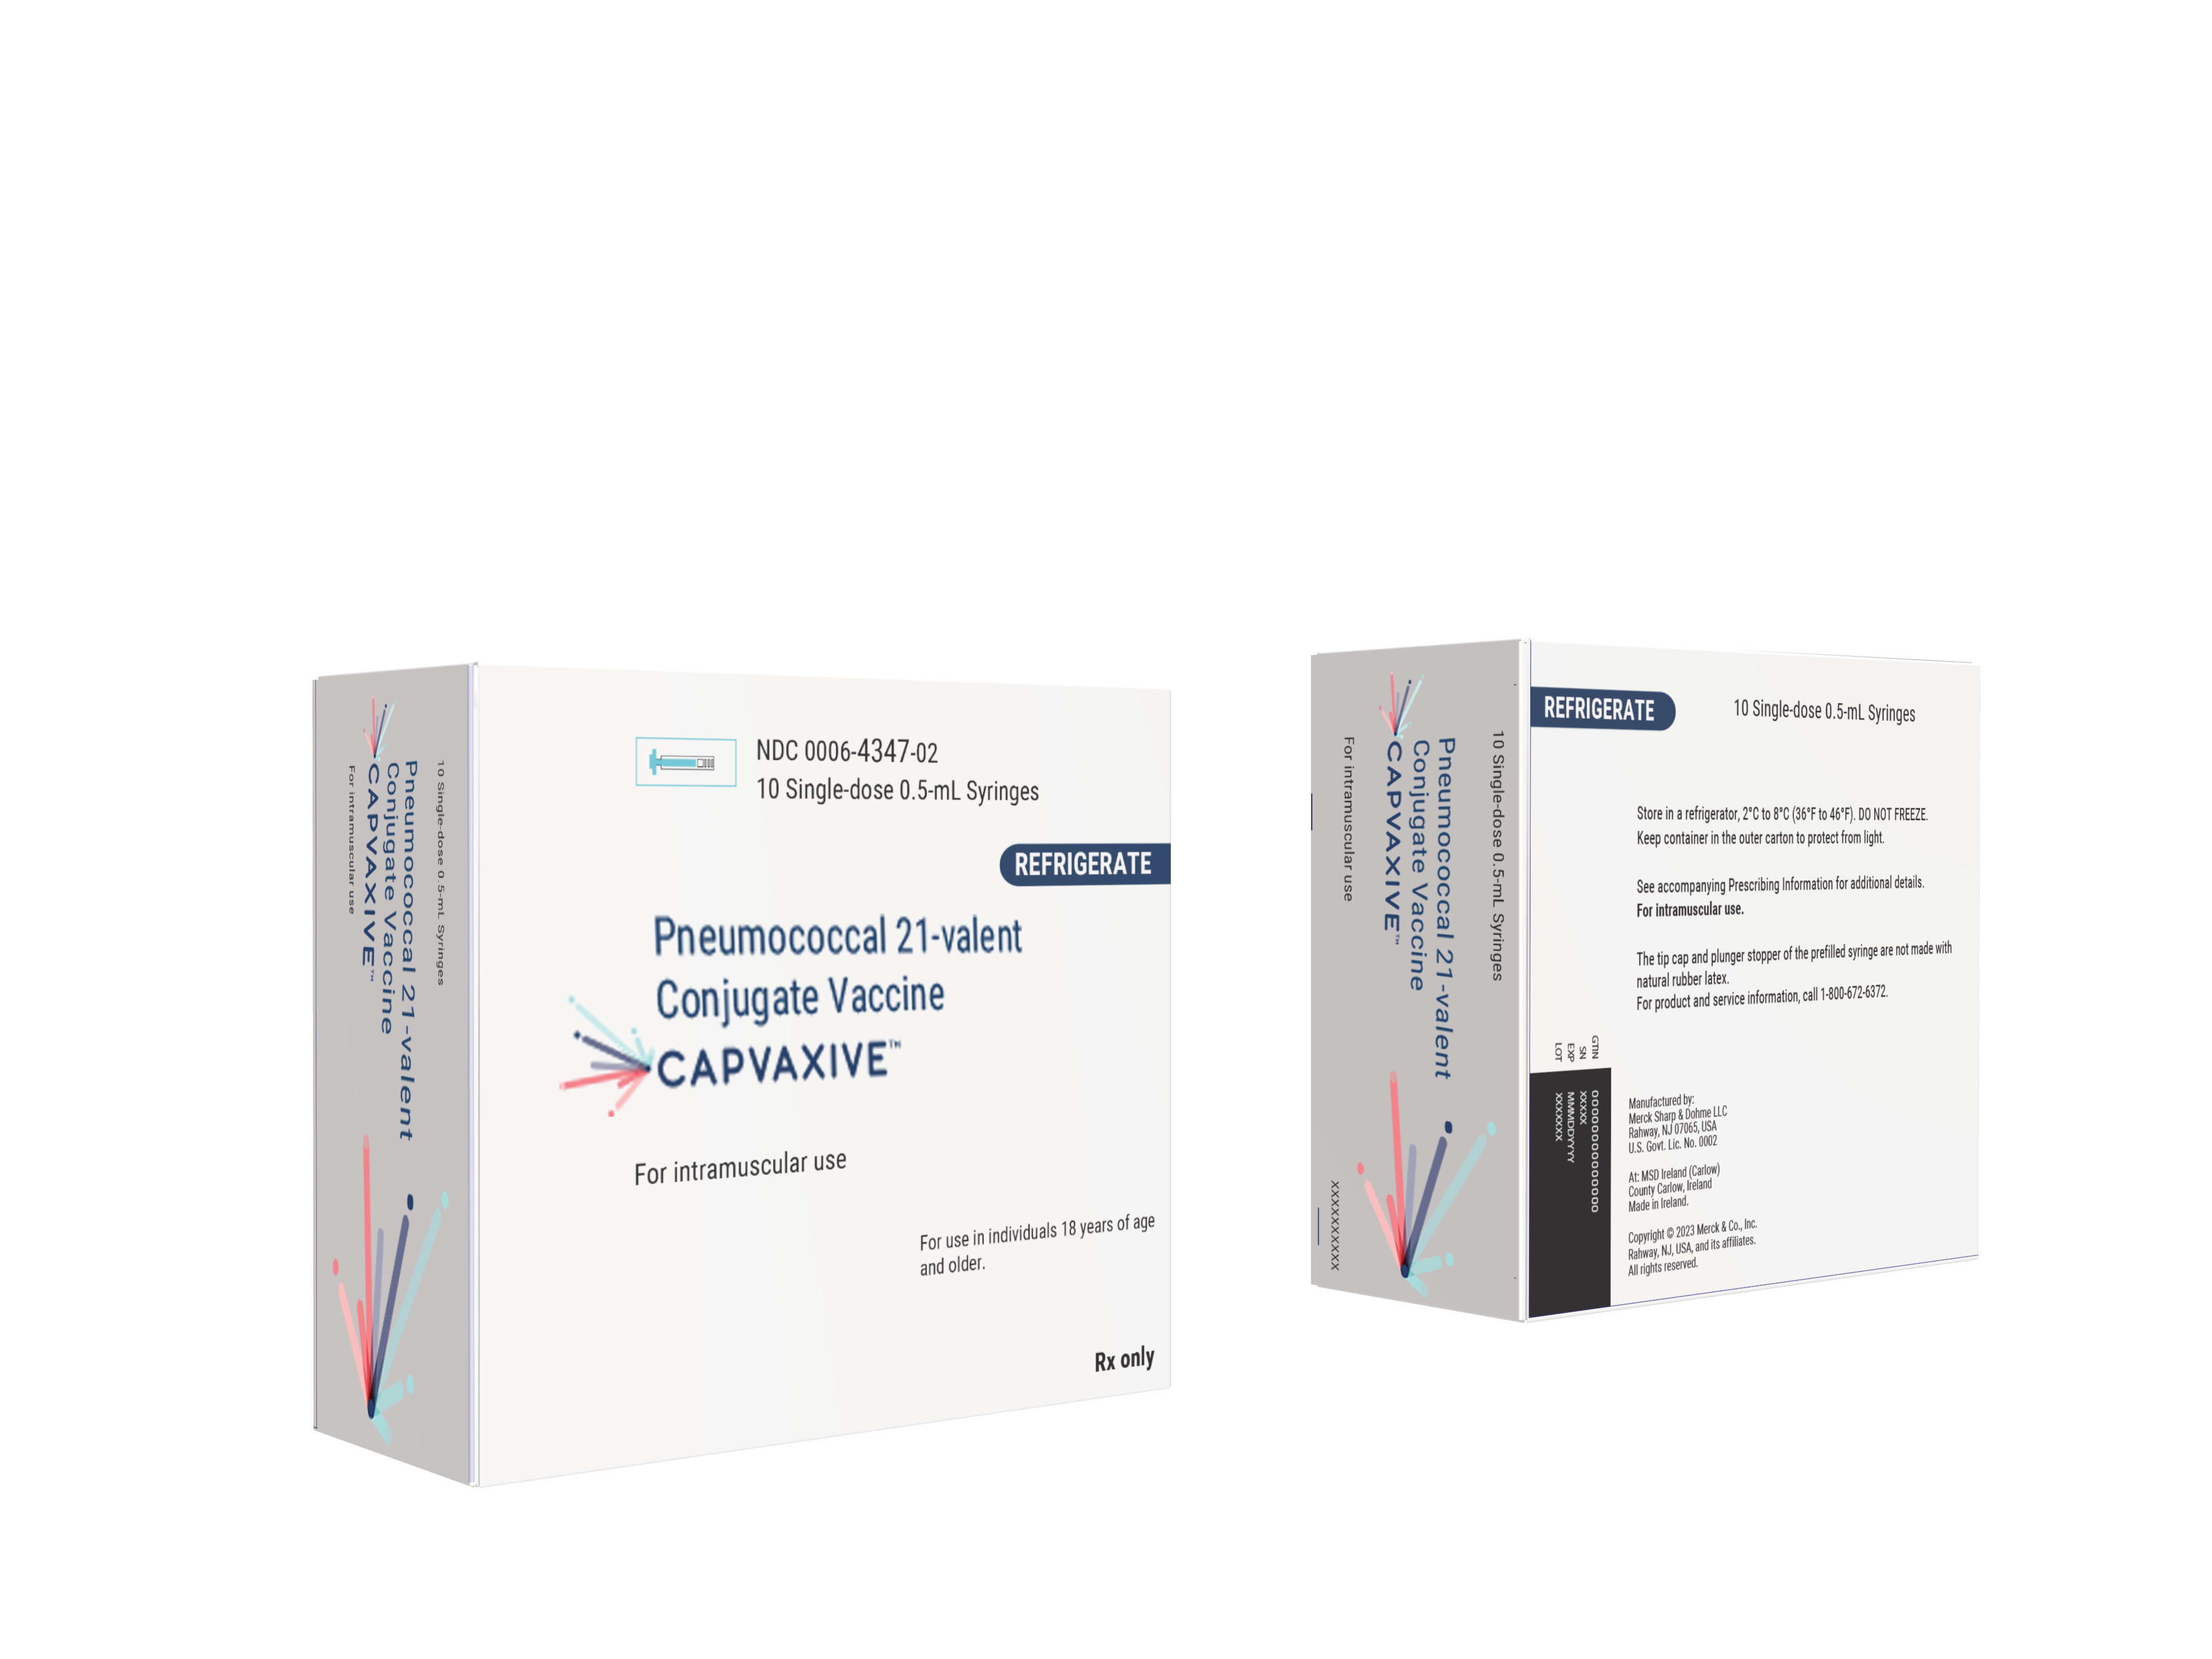 NDC 0006-4347-02
10 Single-dose 0.5-mL Syringes
REFRIGERATE
Pneumococcal 21-valent
Conjugate Vaccine
CAPVAXIVE™
For intramuscular use
For use in individuals 18 years of age
and older.
Rx only
10 Single-dose 0.5-mL Syringes
Pneumococcal 21-valent
Conjugate Vaccine
CAPVAXIVE™
For intramuscular use
10 Single-dose 0.5-mL Syringes
Pneumococcal 21-valent
Conjugate Vaccine
CAPVAXIVE™
For intramuscular use
XXXXXXXXXX
REFRIGERATE
10 Single-dose 0.5-mL Syringes
Store in a refrigerator, 2°C to 8°C (36°F to 46°F). DO NOT FREEZE.
Keep container in the outer carton to protect from light.
See accompanying Prescribing Information for additional details.
For intramuscular use.
The tip cap and plunger stopper of the prefilled syringe are not made with
natural rubber latex.
For product and service information, call 1-800-672-6372.
GTIN 00000000000000
SN XXXXX
EXP MMMDDYYYY
LOT XXXXXXX
Manufactured by:
Merck Sharp & Dohme LLC
Rahway, NJ 07065, USA
U.S. Govt. Lic. No. 0002
At: MSD Ireland (Carlow)
County Carlow, Ireland
Made in Ireland.
Copyright © 2023 Merck & Co., Inc.
Rahway, NJ, USA, and its affiliates.
All rights reserved.